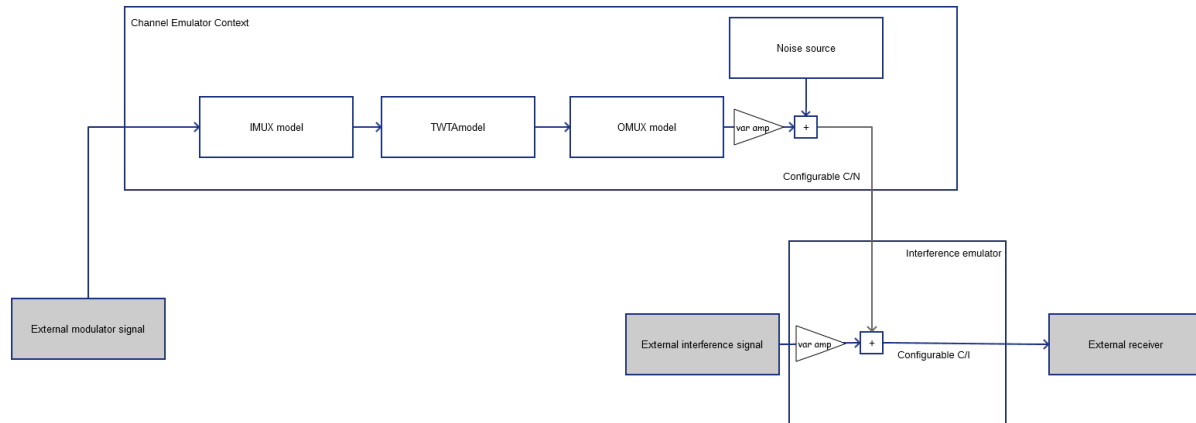 Channel Emulator Context
Noise source
IMUX model
TWTAmodel
OMUX model
var amp
+
Configurable C/N
Interference emulator
External modulator signal
External interference signal
var amp
+
Configurable C/I
External receiver